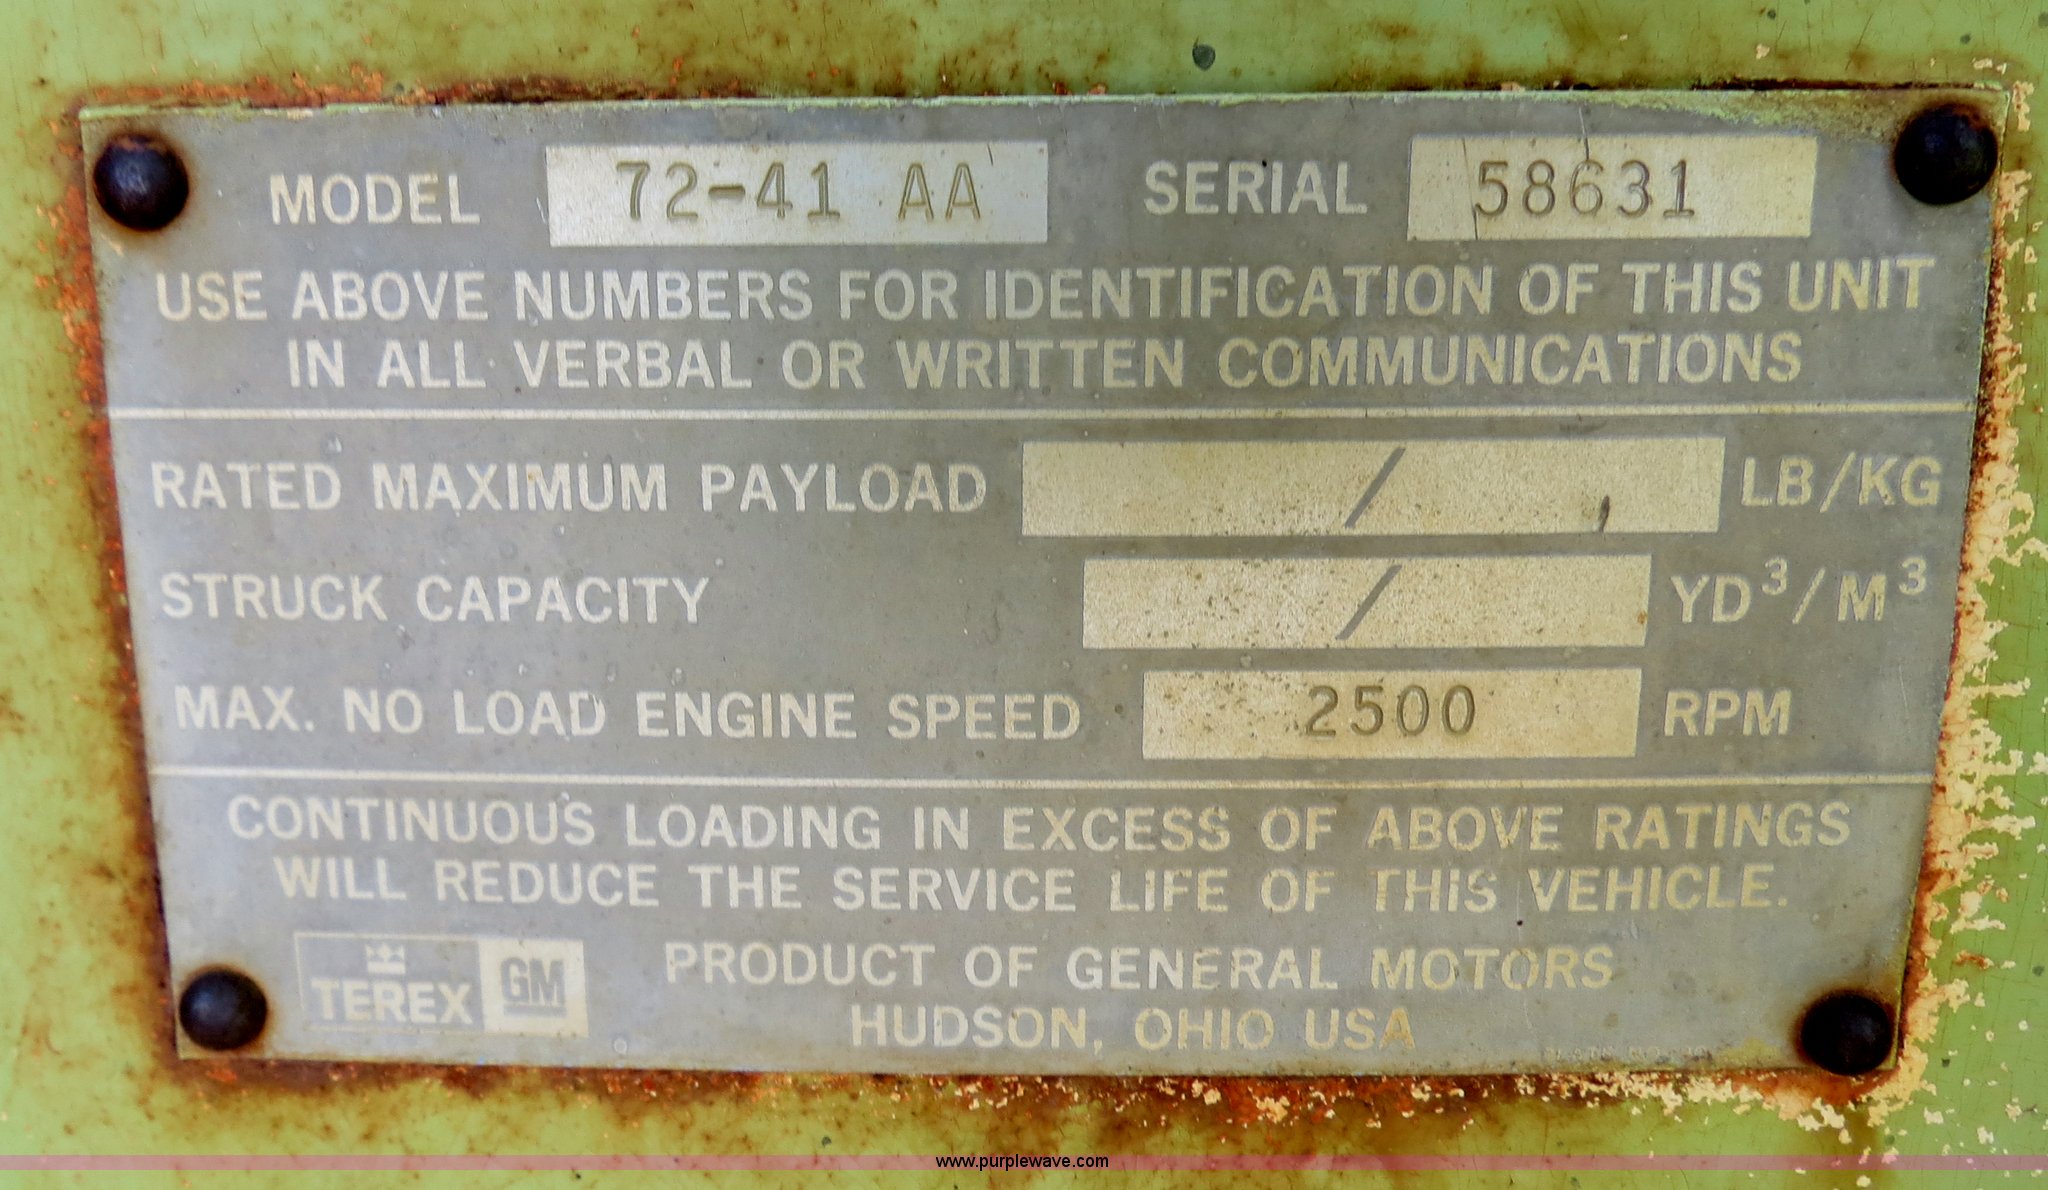 MODEL 72-41 AA SERIAL 58631
USE ABOVE NUMBERS FOR IDENTIFICATION OF THIS UNIT
IN ALL VERBAL OR WRITTEN COMMUNICATIONS
RATED MAXIMUM PAYLOAD / LB/KG
STRUCK CAPACITY / YD³/M³
MAX. NO LOAD ENGINE SPEED 2500 RPM
CONTINUOUS LOADING IN EXCESS OF ABOVE RATINGS
WILL REDUCE THE SERVICE LIFE OF THIS VEHICLE.
TEREX GM PRODUCT OF GENERAL MOTORS
HUDSON, OHIO USA
www.purplewave.com